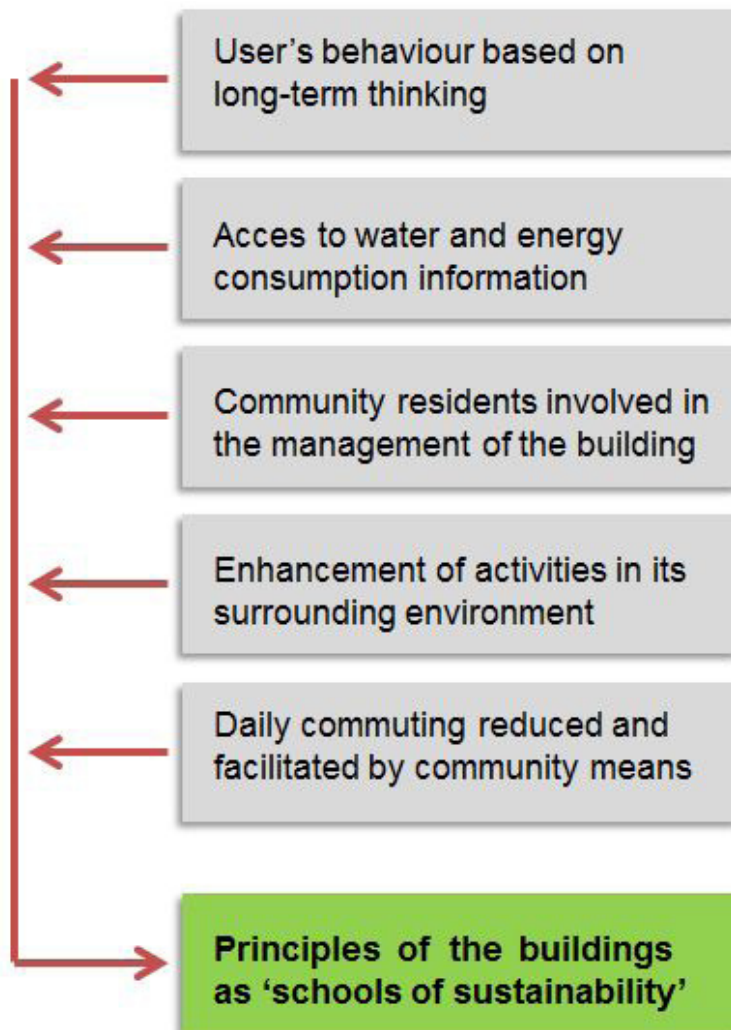 User’s behaviour based on
long-term thinking
Acces to water and energy
consumption information
Community residents involved in
the management of the building
Enhancement of activities in its
surrounding environment
Daily commuting reduced and
facilitated by community means
Principles of the buildings
as ‘schools of sustainability’